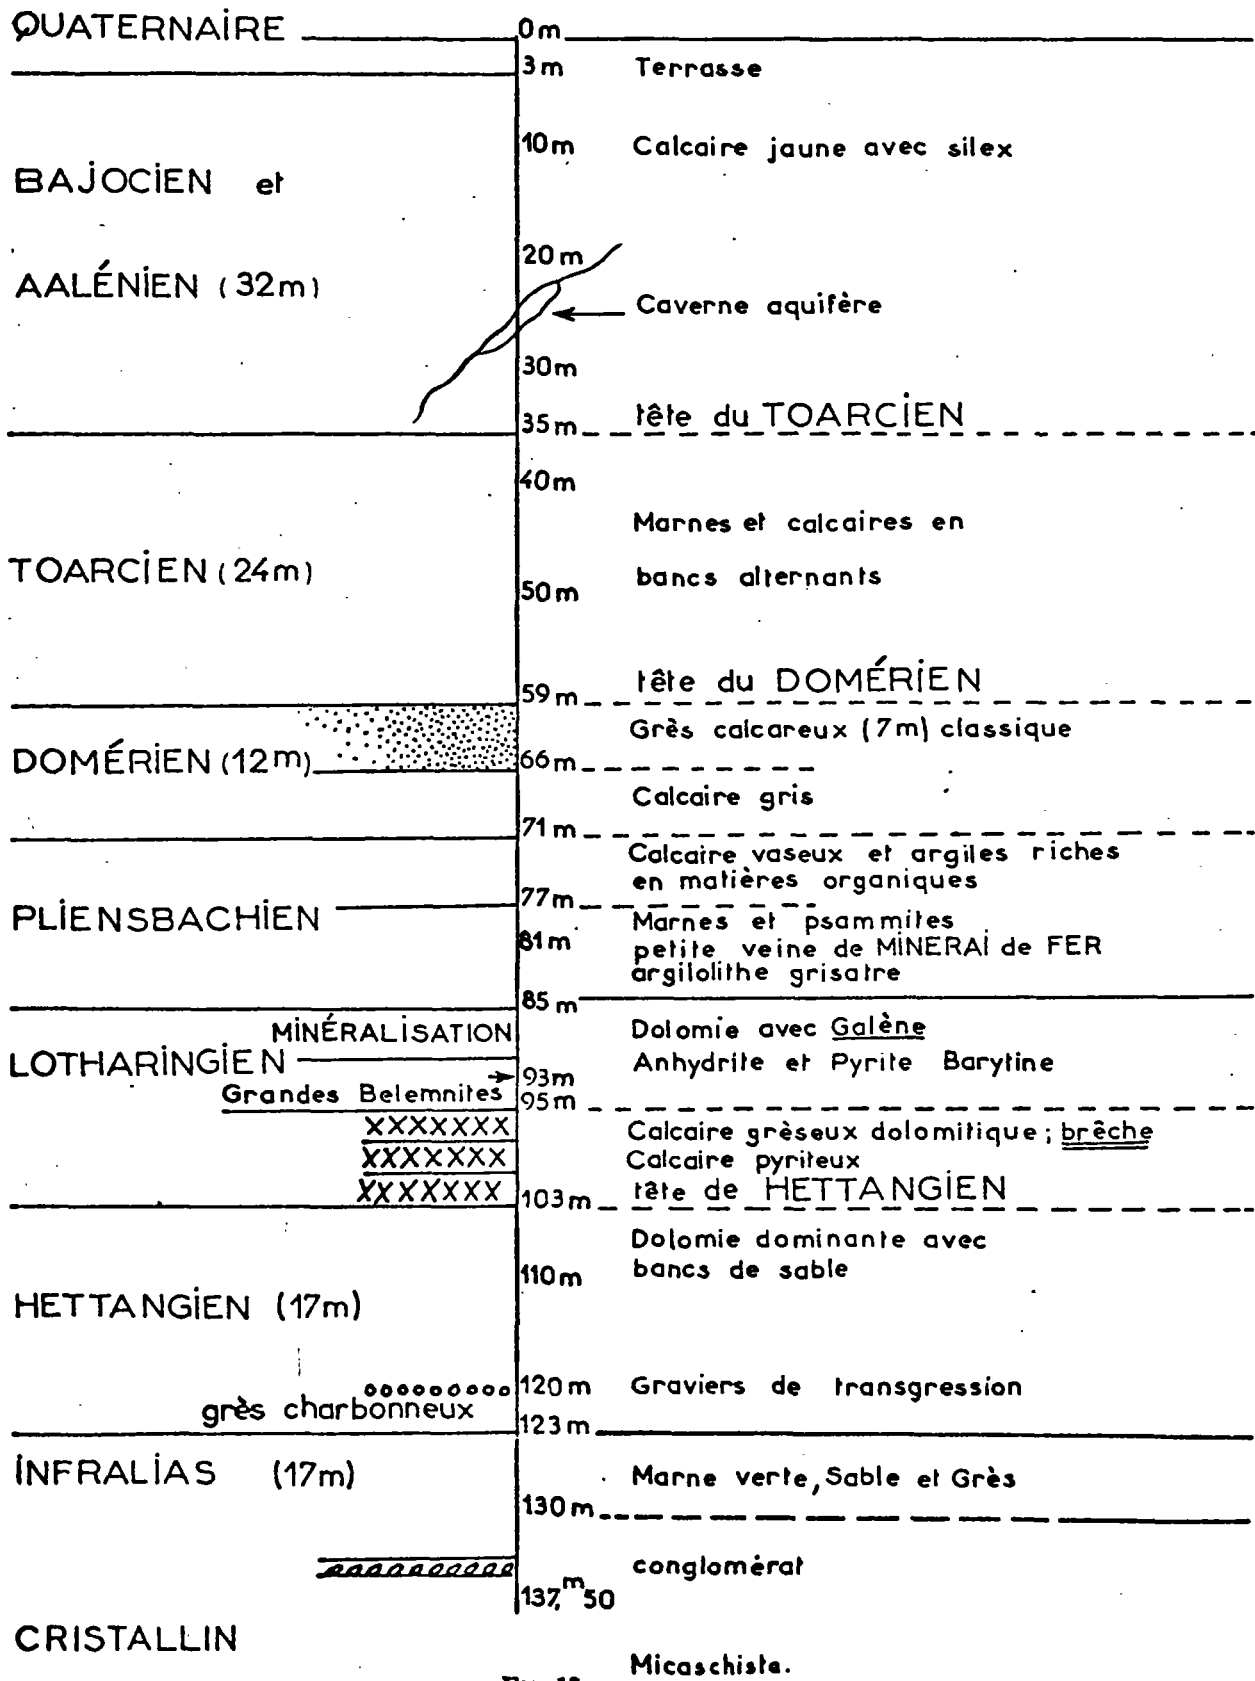 QUATERNAIRE 0m
3m Terrasse
10m Calcaire jaune avec silex
BAJOCIEN et
20m
AALÉNIEN (32m)
Caverne aquifère
30m
35m tête du TOARCIEN
40m
Marnes et calcaires en
TOARCIEN (24m) bancs alternants
50m
tête du DOMÉRIEN
59m
Grès calcareux (7m) classique
DOMÉRIEN (12m) 66m
Calcaire gris
71m
Calcaire vaseux et argiles riches
en matières organiques
77m
PLIENSBACHIEN Marnes et psammites
81m petite veine de MINERAI de FER
argilolithe grisatre
85m
MINÉRALISATION Dolomie avec Galène
LOTHARINGIEN Anhydrite et Pyrite Barytine
93m
Grandes Belemnites 95m
XXXXXXX Calcaire grèseux dolomitique ; brêche
XXXXXXX Calcaire pyriteux
XXXXXXX 103m tête de HETTANGIEN
Dolomie dominante avec
110m bancs de sable
HETTANGIEN (17m)
120m Graviers de transgression
grès charbonneux 123m
INFRALIAS (17m) Marne verte, Sable et Grès
130m
conglomérat
137,m50
CRISTALLIN
Micaschiste.